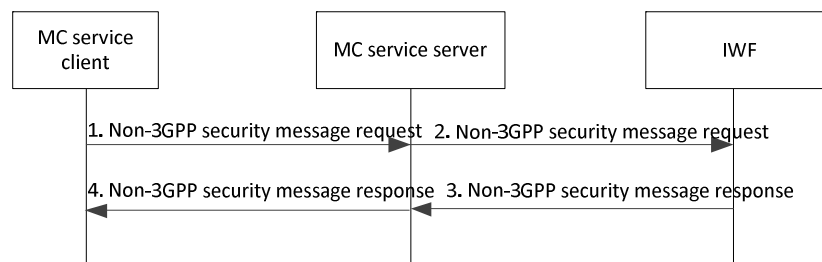 MC service
client
MC service server
IWF
1. Non-3GPP security message request
2. Non-3GPP security message request
4. Non-3GPP security message response
3. Non-3GPP security message response